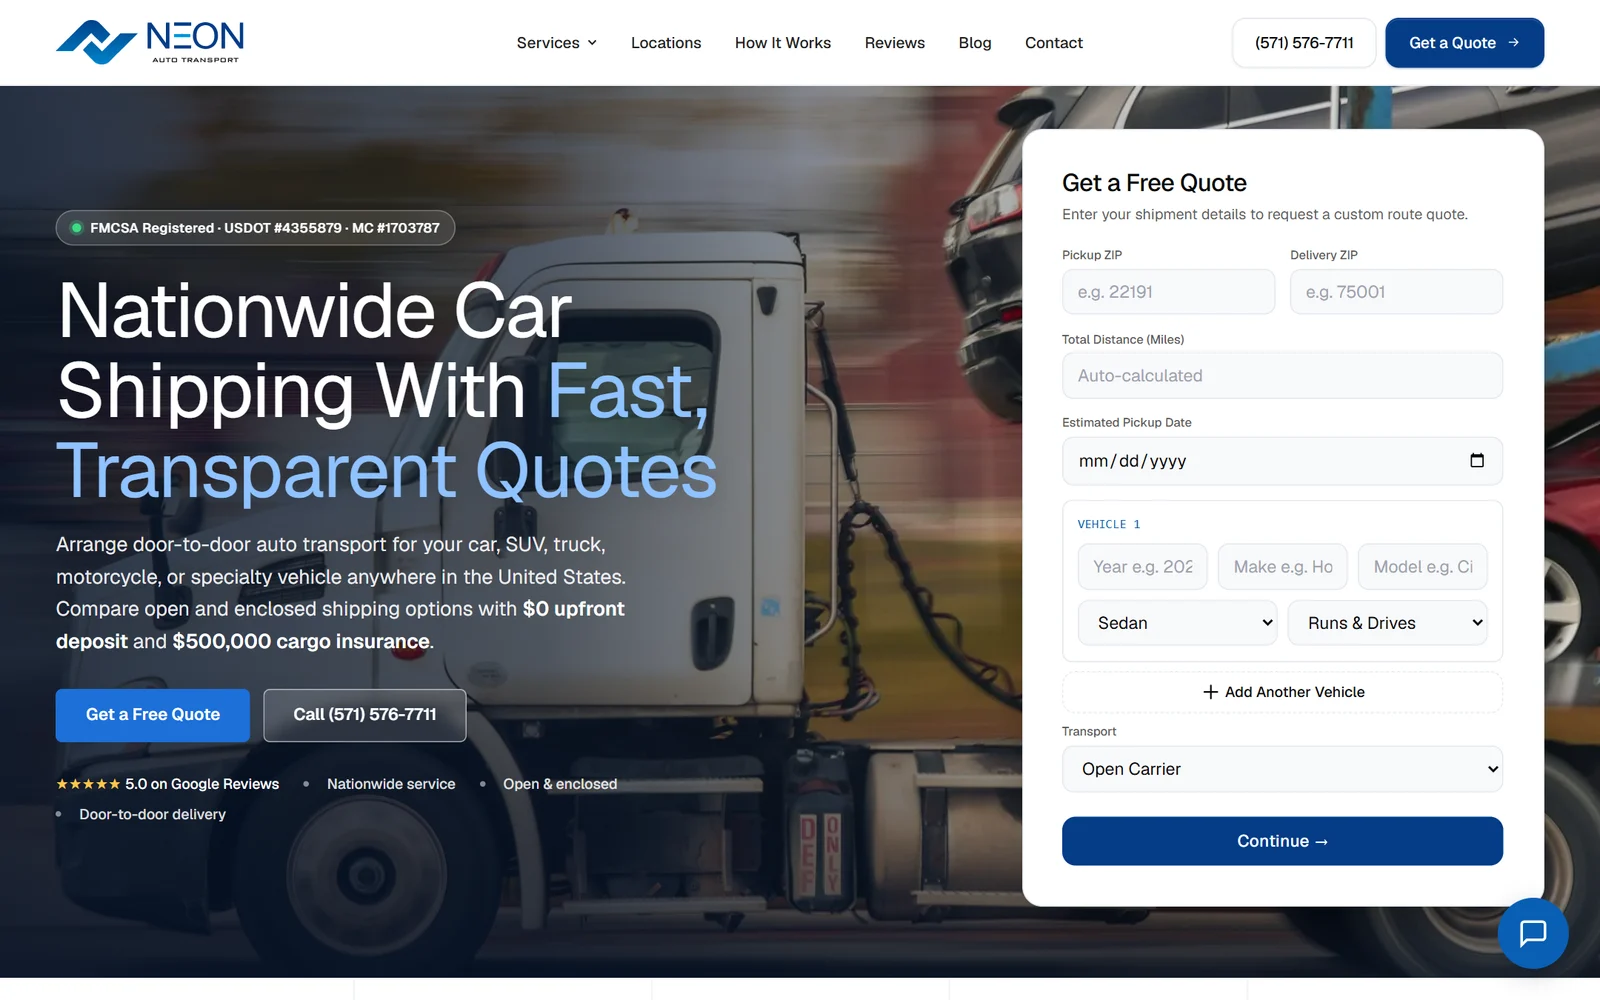 NEON
AUTO TRANSPORT
Services
Locations
How It Works
Reviews
Blog
Contact
(571) 576-7711
Get a Quote →
FMCSA Registered · USDOT #4355879 · MC #1703787
Nationwide Car
Shipping With Fast,
Transparent Quotes
Arrange door-to-door auto transport for your car, SUV, truck,
motorcycle, or specialty vehicle anywhere in the United States.
Compare open and enclosed shipping options with $0 upfront
deposit and $500,000 cargo insurance.
Get a Free Quote
Call (571) 576-7711
★★★★★ 5.0 on Google Reviews
• Nationwide service
• Open & enclosed
• Door-to-door delivery
DEF
ONLY
Get a Free Quote
Enter your shipment details to request a custom route quote.
Pickup ZIP
Delivery ZIP
e.g. 22191
e.g. 75001
Total Distance (Miles)
Auto-calculated
Estimated Pickup Date
mm/dd/yyyy
VEHICLE 1
Year e.g. 202
Make e.g. Ho
Model e.g. Ci
Sedan
Runs & Drives
+ Add Another Vehicle
Transport
Open Carrier
Continue →